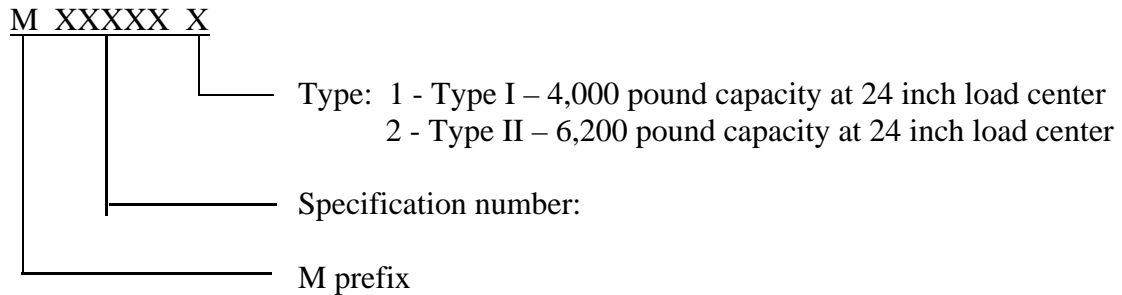 M XXXXX X
Type: 1 - Type I – 4,000 pound capacity at 24 inch load center
2 - Type II – 6,200 pound capacity at 24 inch load center
Specification number:
M prefix